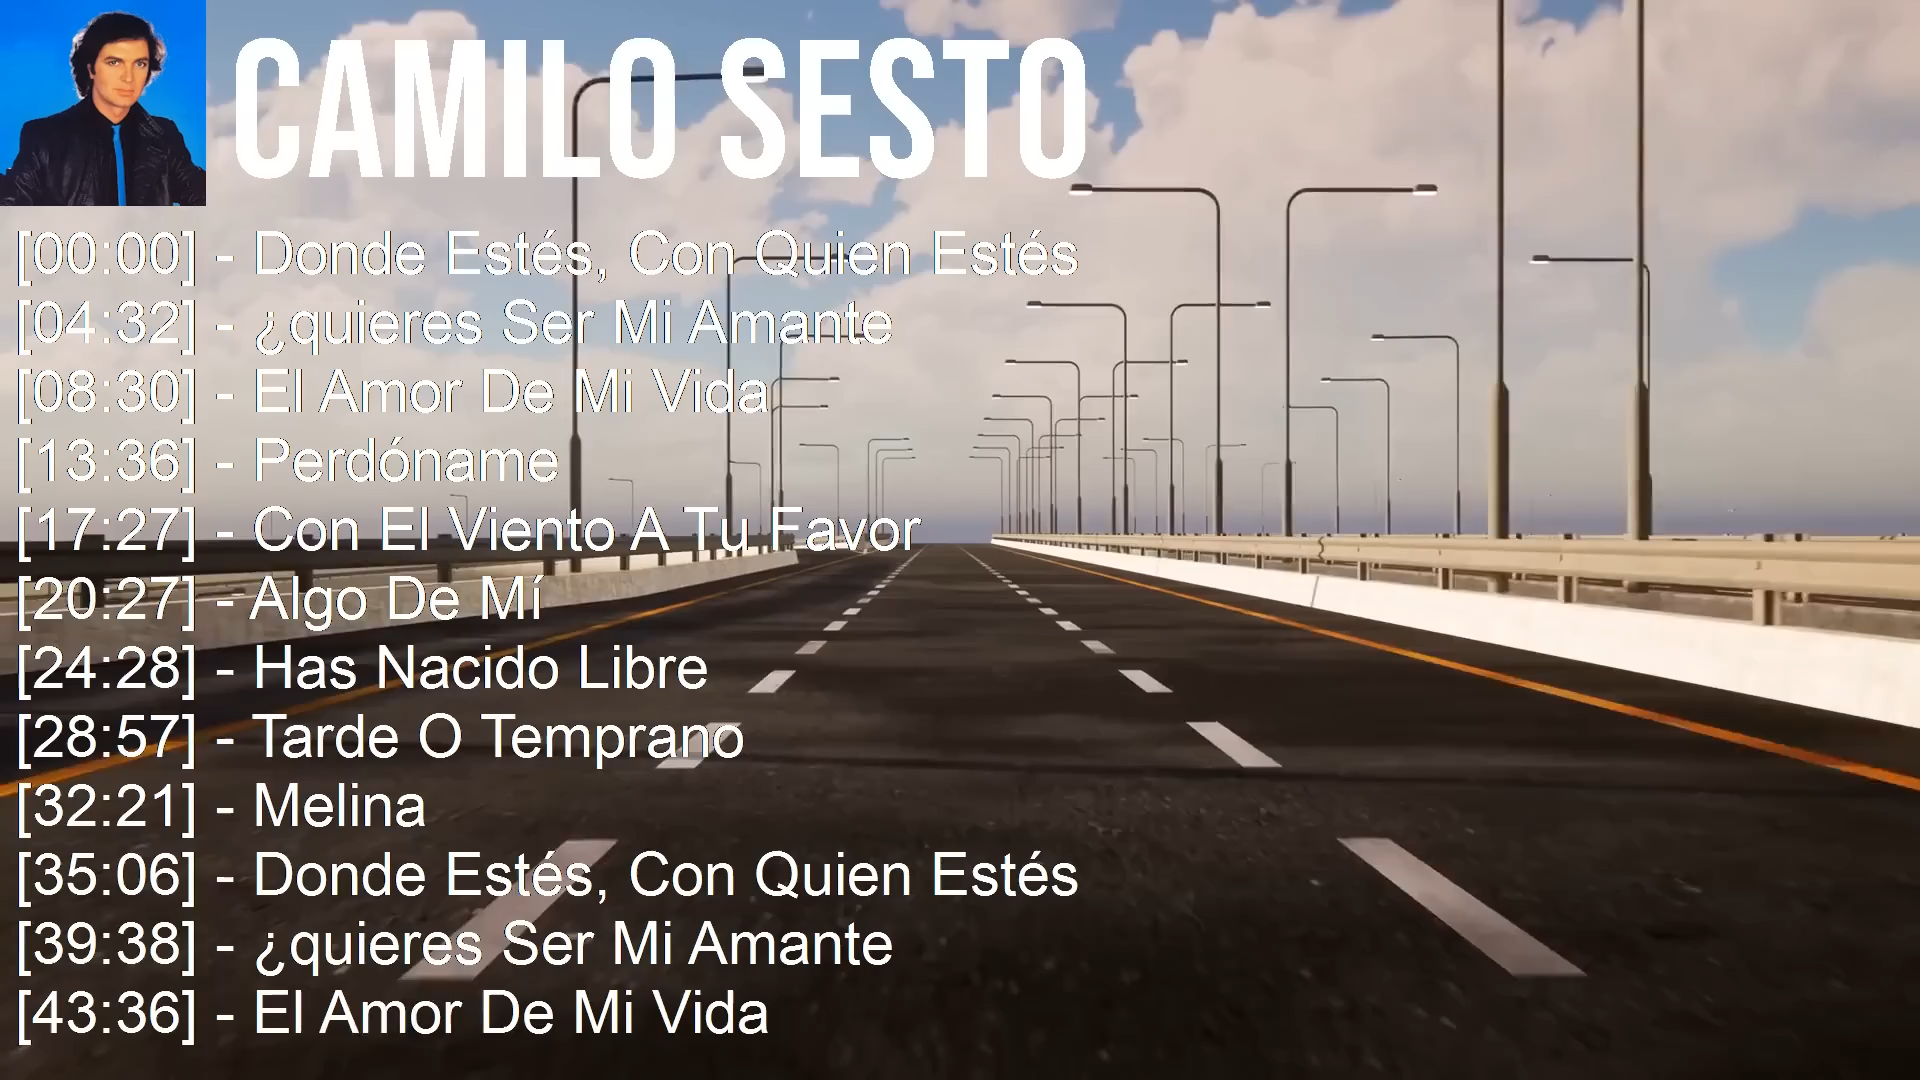 CAMILO SESTO
[00:00] - Donde Estés, Con Quien Estés
[04:32] - ¿quieres Ser Mi Amante
[08:30] - El Amor De Mi Vida
[13:36] - Perdóname
[17:27] - Con El Viento A Tu Favor
[20:27] - Algo De Mí
[24:28] - Has Nacido Libre
[28:57] - Tarde O Temprano
[32:21] - Melina
[35:06] - Donde Estés, Con Quien Estés
[39:38] - ¿quieres Ser Mi Amante
[43:36] - El Amor De Mi Vida